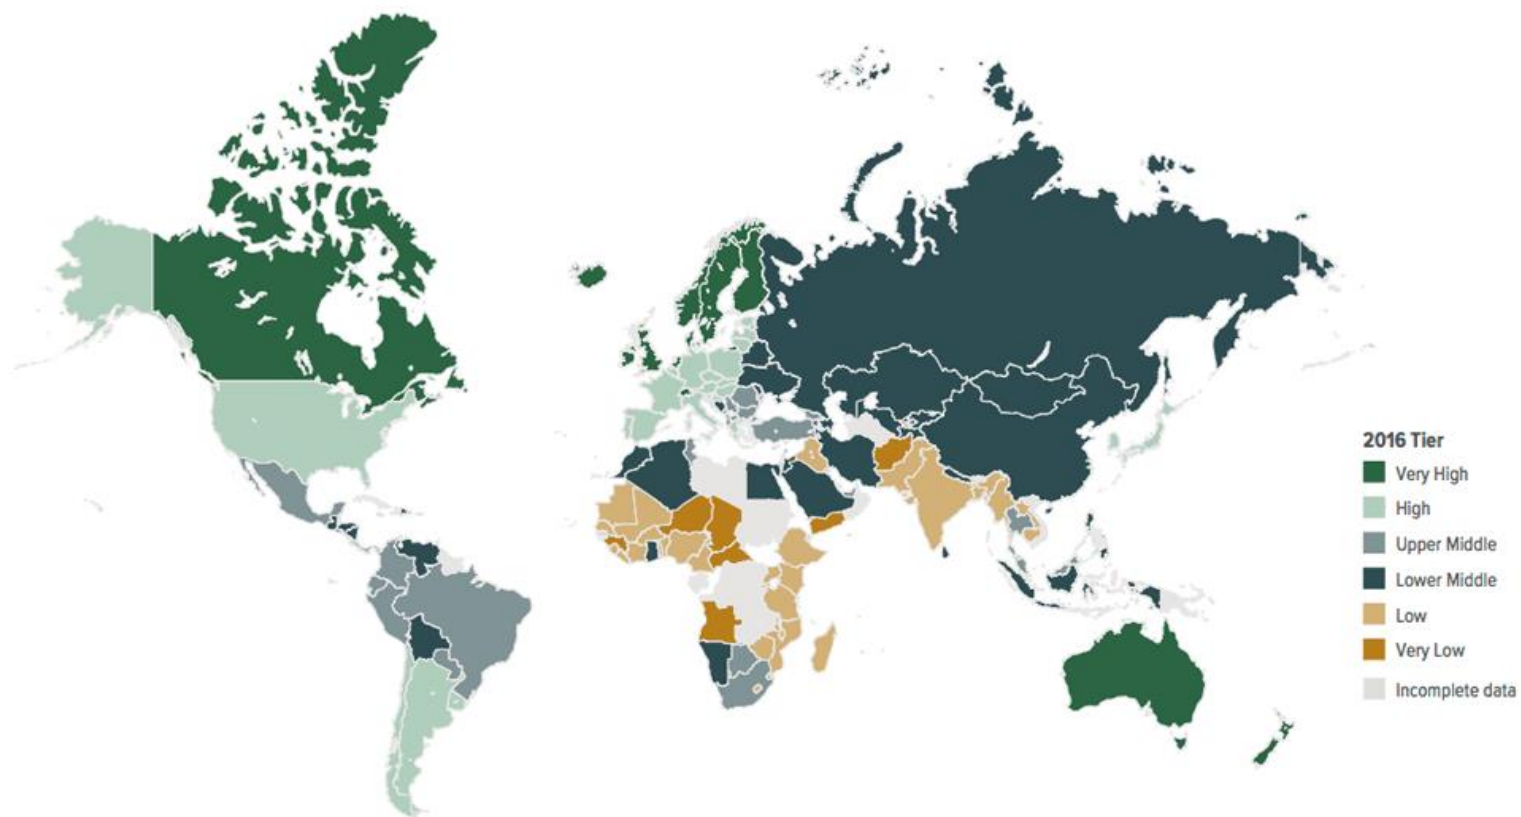 2016 Tier
Very High
High
Upper Middle
Lower Middle
Low
Very Low
Incomplete data